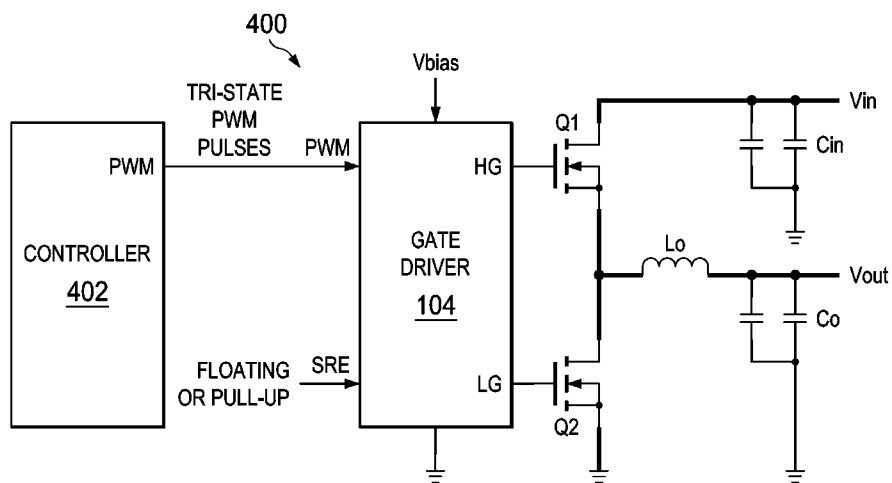 400
Vbias
TRI-STATE
PWM
PULSES
PWM
PWM
HG
Q1
Vin
Cin
CONTROLLER
402
GATE
DRIVER
104
Lo
Vout
Co
FLOATING
OR PULL-UP
SRE
LG
Q2